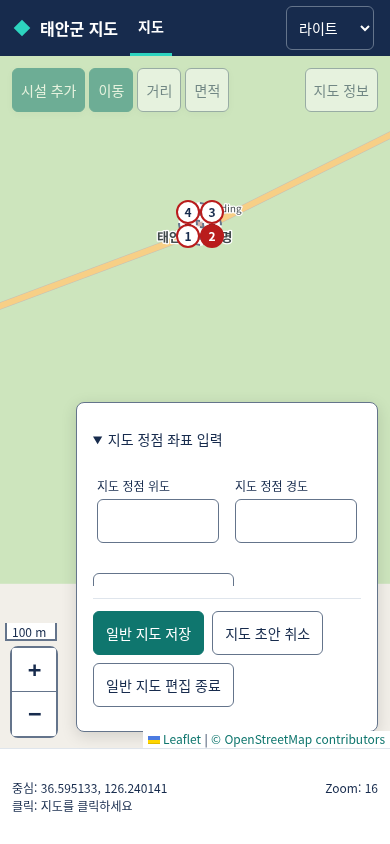 태안군 지도 지도 라이트
시설 추가 이동 거리 면적 지도 정보
4 3 ding
1 2 명
▼ 지도 정점 좌표 입력
지도 정점 위도 지도 정점 경도
일반 지도 저장 지도 초안 취소
일반 지도 편집 종료
100 m
+
−
Leaflet | © OpenStreetMap contributors
중심: 36.595133, 126.240141 Zoom: 16
클릭: 지도를 클릭하세요